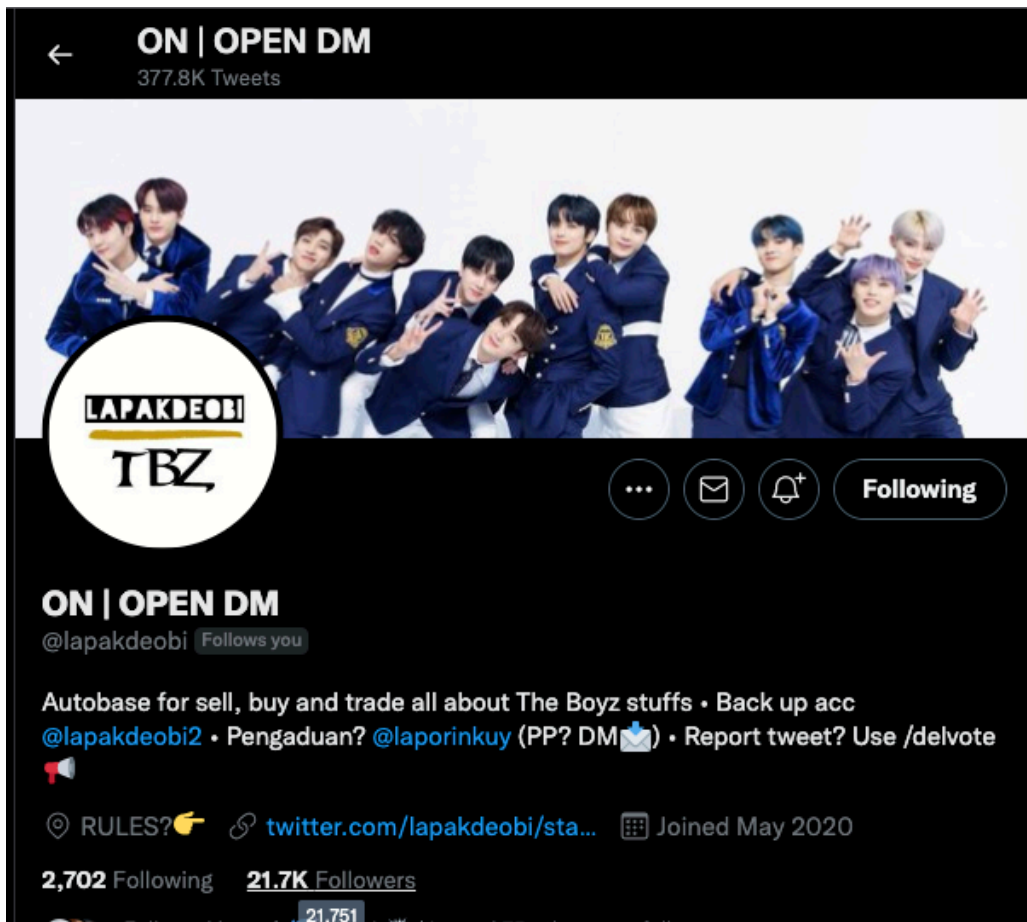 ON | OPEN DM
377.8K Tweets
LAPAKDEOBI
TBZ
Following
ON | OPEN DM
@lapakdeobi Follows you
Autobase for sell, buy and trade all about The Boyz stuffs • Back up acc
@lapakdeobi2 • Pengaduan? @laporinkuy (PP? DM📩) • Report tweet? Use /delvote
📢
RULES?👉 twitter.com/lapakdeobi/sta... Joined May 2020
2,702 Following 21.7K Followers
21,751